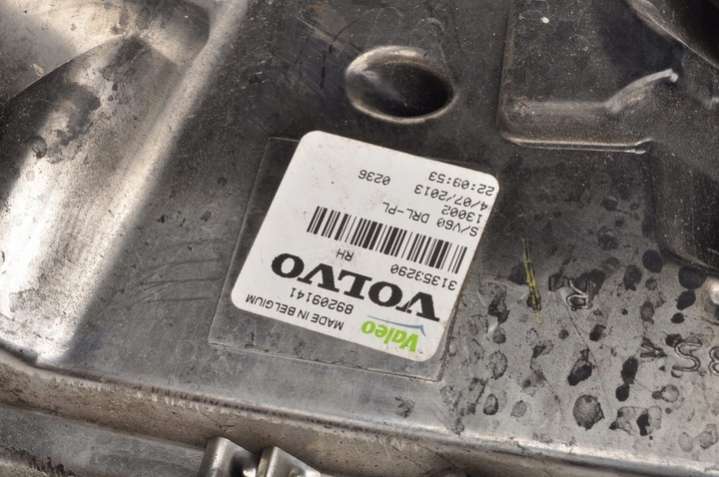 Valeo
MADE IN BELGIUM
89209141
VOLVO
31353290
RH
S/V60 DRL-PL
13002
4/07/2013 0236
22:09:53